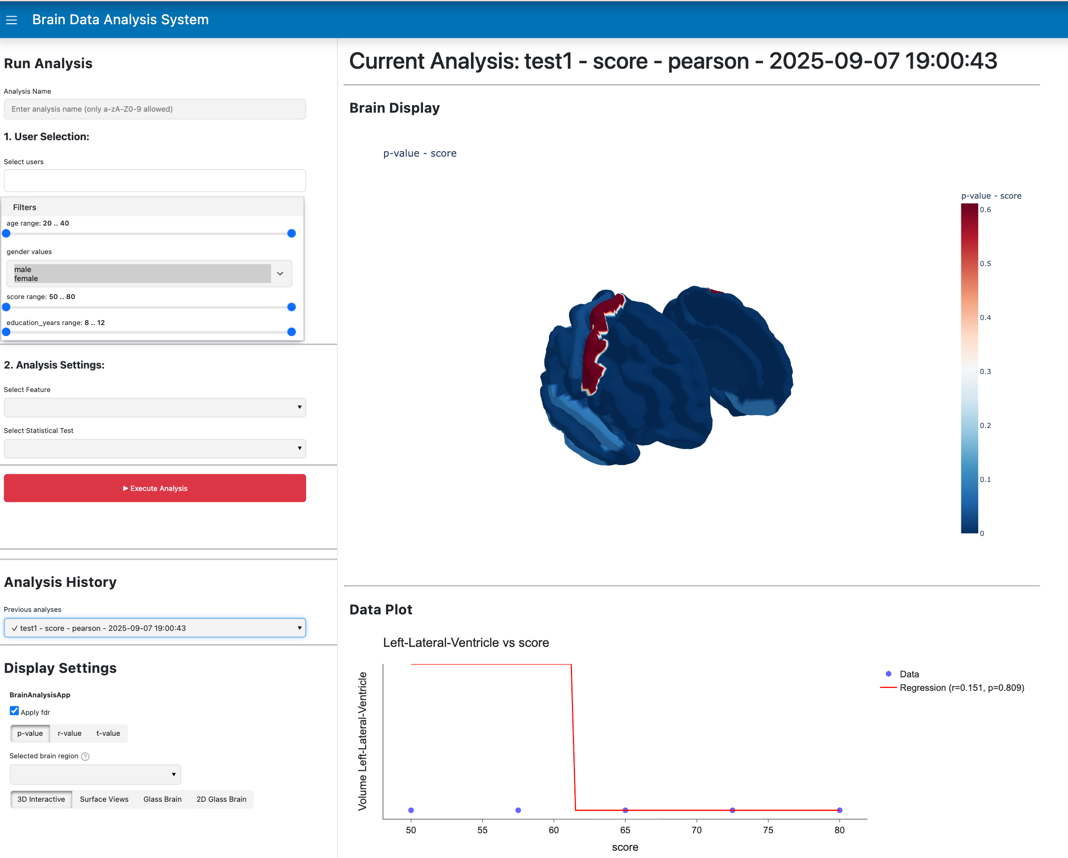 Brain Data Analysis System
Run Analysis
Analysis Name
Enter analysis name (only a-zA-Z0-9 allowed)
1. User Selection:
Select users
Filters
age range: 20 .. 40
gender values
male
female
score range: 50 .. 80
education_years range: 8 .. 12
2. Analysis Settings:
Select Feature
Select Statistical Test
Execute Analysis
Analysis History
Previous analyses
✓ test1 - score - pearson - 2025-09-07 19:00:43
Display Settings
BrainAnalysisApp
Apply fdr
p-value r-value t-value
Selected brain region ?
3D Interactive Surface Views Glass Brain 2D Glass Brain
Current Analysis: test1 - score - pearson - 2025-09-07 19:00:43
Brain Display
p-value - score
p-value - score
0.6
0.5
0.4
0.3
0.2
0.1
0
Data Plot
Left-Lateral-Ventricle vs score
Volume Left-Lateral-Ventricle
Data
Regression (r=0.151, p=0.809)
50 55 60 65 70 75 80
score